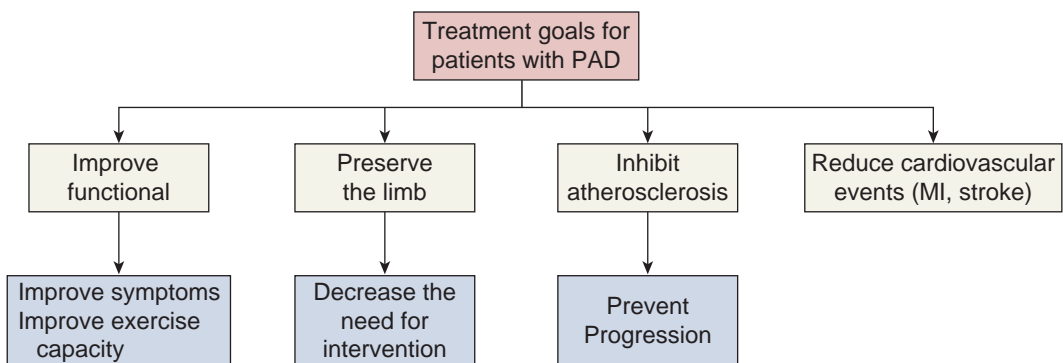 Treatment goals for
patients with PAD
Improve
functional
Preserve
the limb
Inhibit
atherosclerosis
Reduce cardiovascular
events (MI, stroke)
Improve symptoms
Improve exercise
capacity
Decrease the
need for
intervention
Prevent
Progression